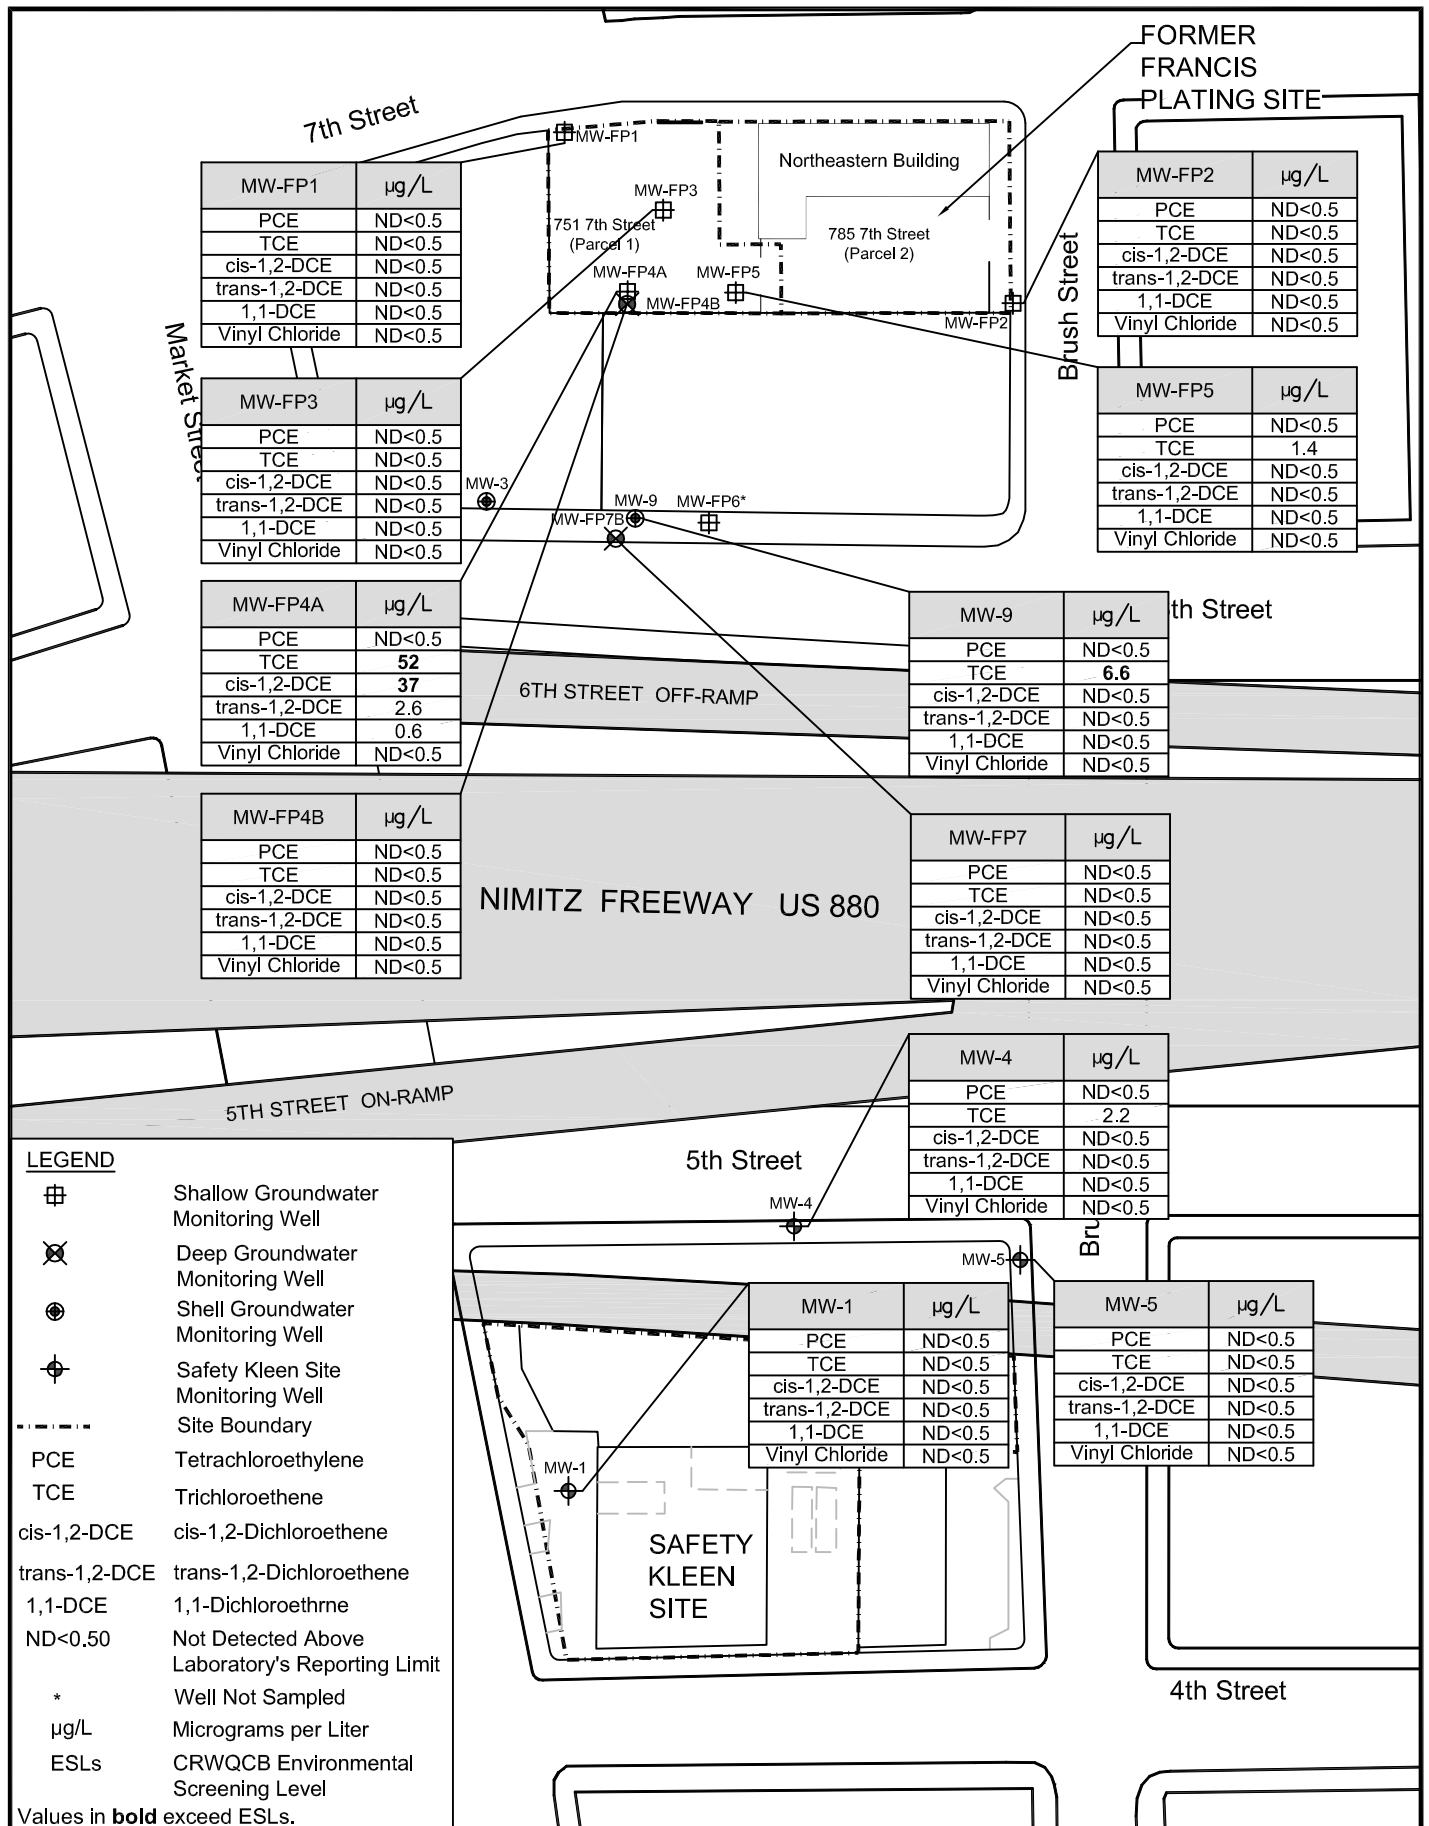 FORMER
FRANCIS
PLATING SITE
7th Street
MW-FP1
Northeastern Building
MW-FP3
751 7th Street
(Parcel 1)
785 7th Street
(Parcel 2)
MW-FP4A
MW-FP5
MW-FP4B
MW-FP2
Brush Street
Market Street
MW-FP1 µg/L
PCE ND<0.5
TCE ND<0.5
cis-1,2-DCE ND<0.5
trans-1,2-DCE ND<0.5
1,1-DCE ND<0.5
Vinyl Chloride ND<0.5
MW-FP2 µg/L
PCE ND<0.5
TCE ND<0.5
cis-1,2-DCE ND<0.5
trans-1,2-DCE ND<0.5
1,1-DCE ND<0.5
Vinyl Chloride ND<0.5
MW-FP3 µg/L
PCE ND<0.5
TCE ND<0.5
cis-1,2-DCE ND<0.5
trans-1,2-DCE ND<0.5
1,1-DCE ND<0.5
Vinyl Chloride ND<0.5
MW-FP5 µg/L
PCE ND<0.5
TCE 1.4
cis-1,2-DCE ND<0.5
trans-1,2-DCE ND<0.5
1,1-DCE ND<0.5
Vinyl Chloride ND<0.5
MW-3
MW-9
MW-FP6*
MW-FP7B
MW-FP4A µg/L
PCE ND<0.5
TCE 52
cis-1,2-DCE 37
trans-1,2-DCE 2.6
1,1-DCE 0.6
Vinyl Chloride ND<0.5
MW-9 µg/L
PCE ND<0.5
TCE 6.6
cis-1,2-DCE ND<0.5
trans-1,2-DCE ND<0.5
1,1-DCE ND<0.5
Vinyl Chloride ND<0.5
th Street
6TH STREET OFF-RAMP
MW-FP4B µg/L
PCE ND<0.5
TCE ND<0.5
cis-1,2-DCE ND<0.5
trans-1,2-DCE ND<0.5
1,1-DCE ND<0.5
Vinyl Chloride ND<0.5
NIMITZ FREEWAY US 880
MW-FP7 µg/L
PCE ND<0.5
TCE ND<0.5
cis-1,2-DCE ND<0.5
trans-1,2-DCE ND<0.5
1,1-DCE ND<0.5
Vinyl Chloride ND<0.5
5TH STREET ON-RAMP
MW-4 µg/L
PCE ND<0.5
TCE 2.2
cis-1,2-DCE ND<0.5
trans-1,2-DCE ND<0.5
1,1-DCE ND<0.5
Vinyl Chloride ND<0.5
5th Street
MW-4
Bru
MW-5
MW-1 µg/L
PCE ND<0.5
TCE ND<0.5
cis-1,2-DCE ND<0.5
trans-1,2-DCE ND<0.5
1,1-DCE ND<0.5
Vinyl Chloride ND<0.5
MW-5 µg/L
PCE ND<0.5
TCE ND<0.5
cis-1,2-DCE ND<0.5
trans-1,2-DCE ND<0.5
1,1-DCE ND<0.5
Vinyl Chloride ND<0.5
MW-1
SAFETY
KLEEN
SITE
4th Street
LEGEND
Shallow Groundwater
Monitoring Well
Deep Groundwater
Monitoring Well
Shell Groundwater
Monitoring Well
Safety Kleen Site
Monitoring Well
Site Boundary
PCE Tetrachloroethylene
TCE Trichloroethene
cis-1,2-DCE cis-1,2-Dichloroethene
trans-1,2-DCE trans-1,2-Dichloroethene
1,1-DCE 1,1-Dichloroethrne
ND<0.50 Not Detected Above
Laboratory's Reporting Limit
* Well Not Sampled
µg/L Micrograms per Liter
ESLs CRWQCB Environmental
Screening Level
Values in bold exceed ESLs.